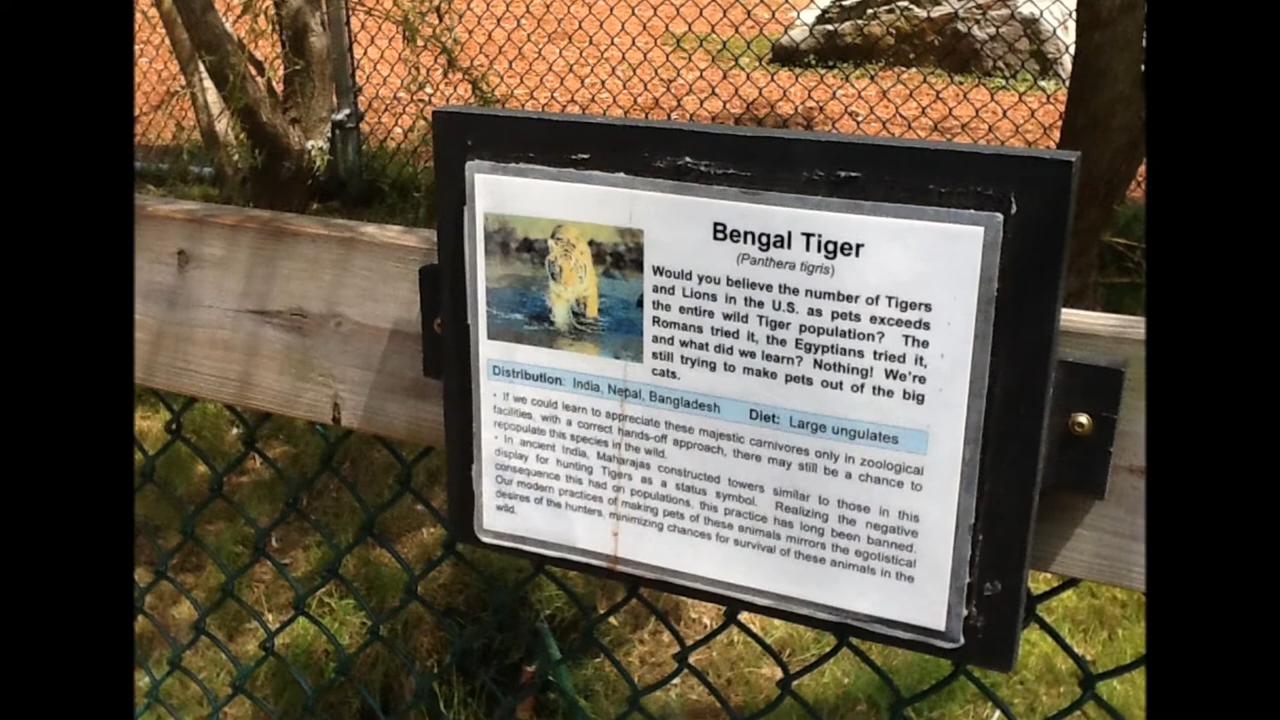 Bengal Tiger
(Panthera tigris)
Would you believe the number of Tigers
and Lions in the U.S. as pets exceeds
the entire wild Tiger population? The
Romans tried it, the Egyptians tried it,
and what did we learn? Nothing! We're
still trying to make pets out of the big
cats.
Distribution: India, Nepal, Bangladesh Diet: Large ungulates
· If we could learn to appreciate these majestic carnivores only in zoological
facilities, with a correct hands-off approach, there may still be a chance to
repopulate this species in the wild.
· In ancient India, Maharajas constructed towers similar to those in this
display for hunting Tigers as a status symbol. Realizing the negative
consequence this had on populations, this practice has long been banned.
Our modern practices of making pets of these animals mirrors the egotistical
desires of the hunters, minimizing chances for survival of these animals in the
wild.